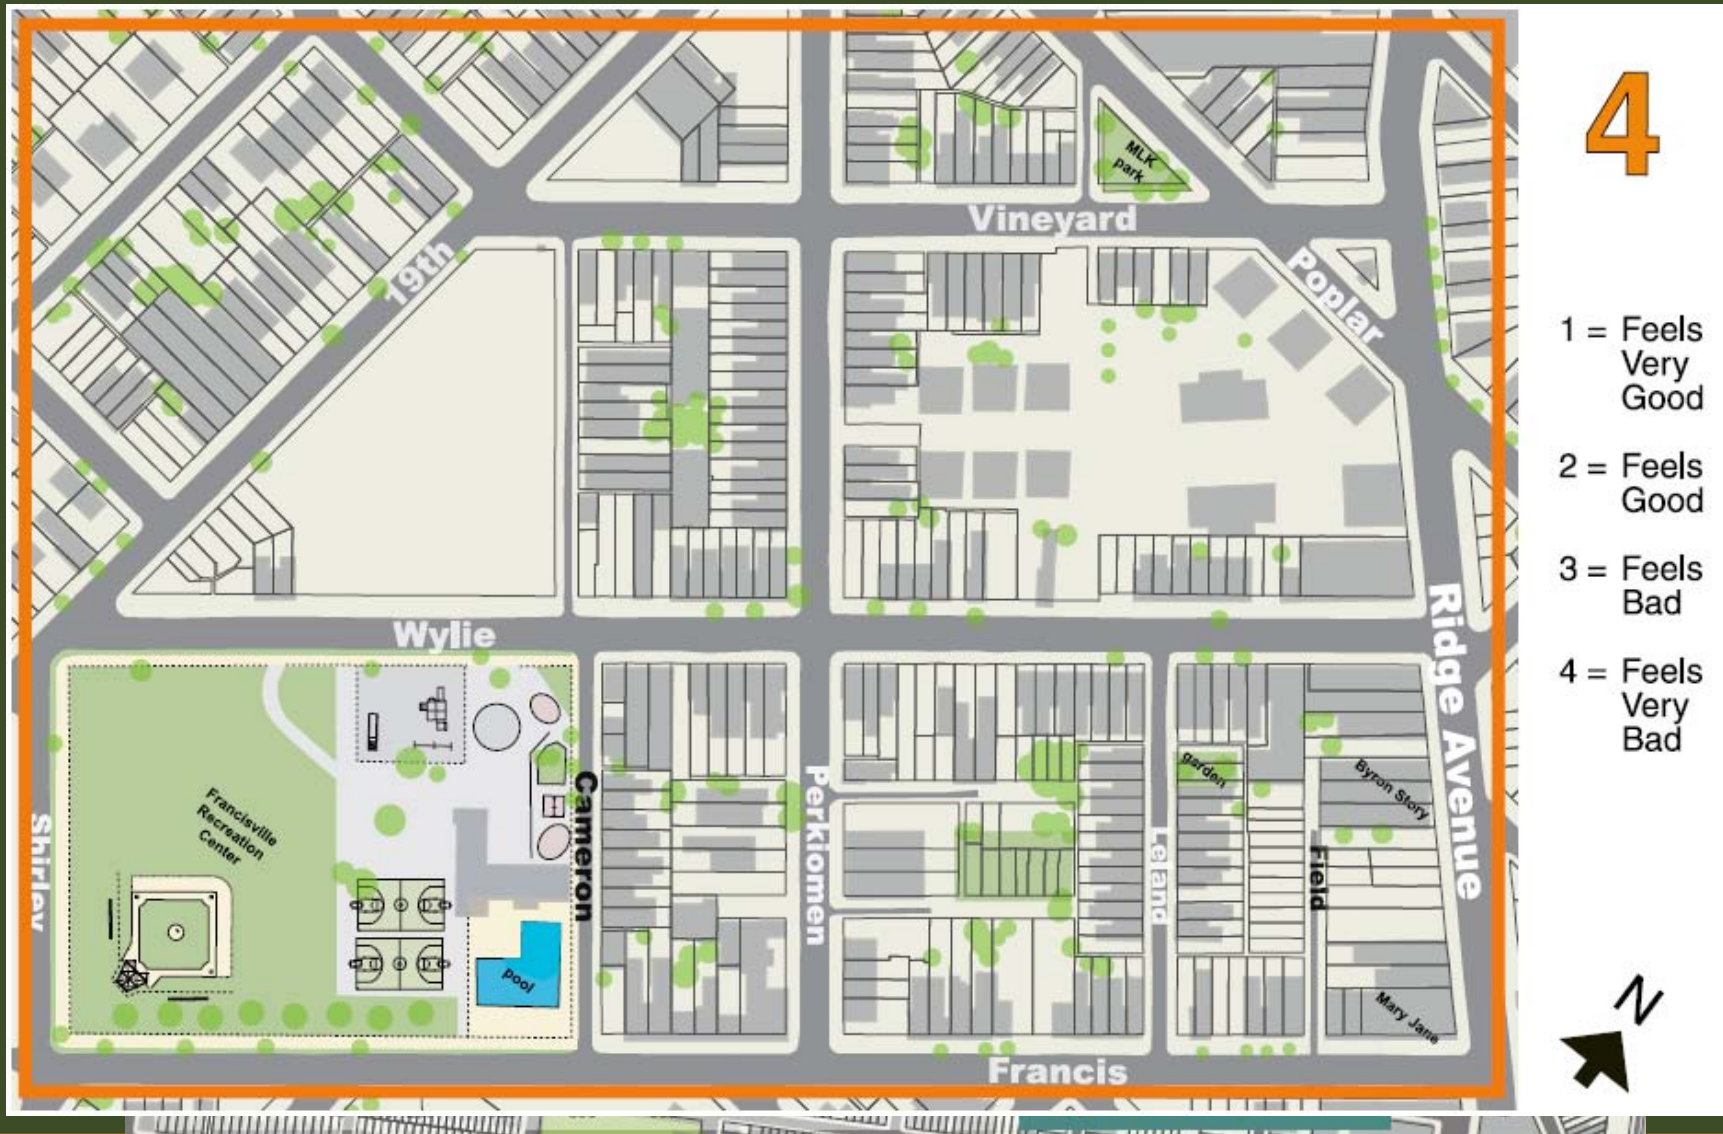 4
MLK
park
Vineyard
19th
Poplar
1 = Feels
Very
Good
2 = Feels
Good
3 = Feels
Bad
4 = Feels
Very
Bad
Wylie
Ridge Avenue
Shirley
Francisville
Recreation
Center
Cameron
Perkiomen
garden
Byron Story
Leland
Field
pool
Mary Jane
Francis
N